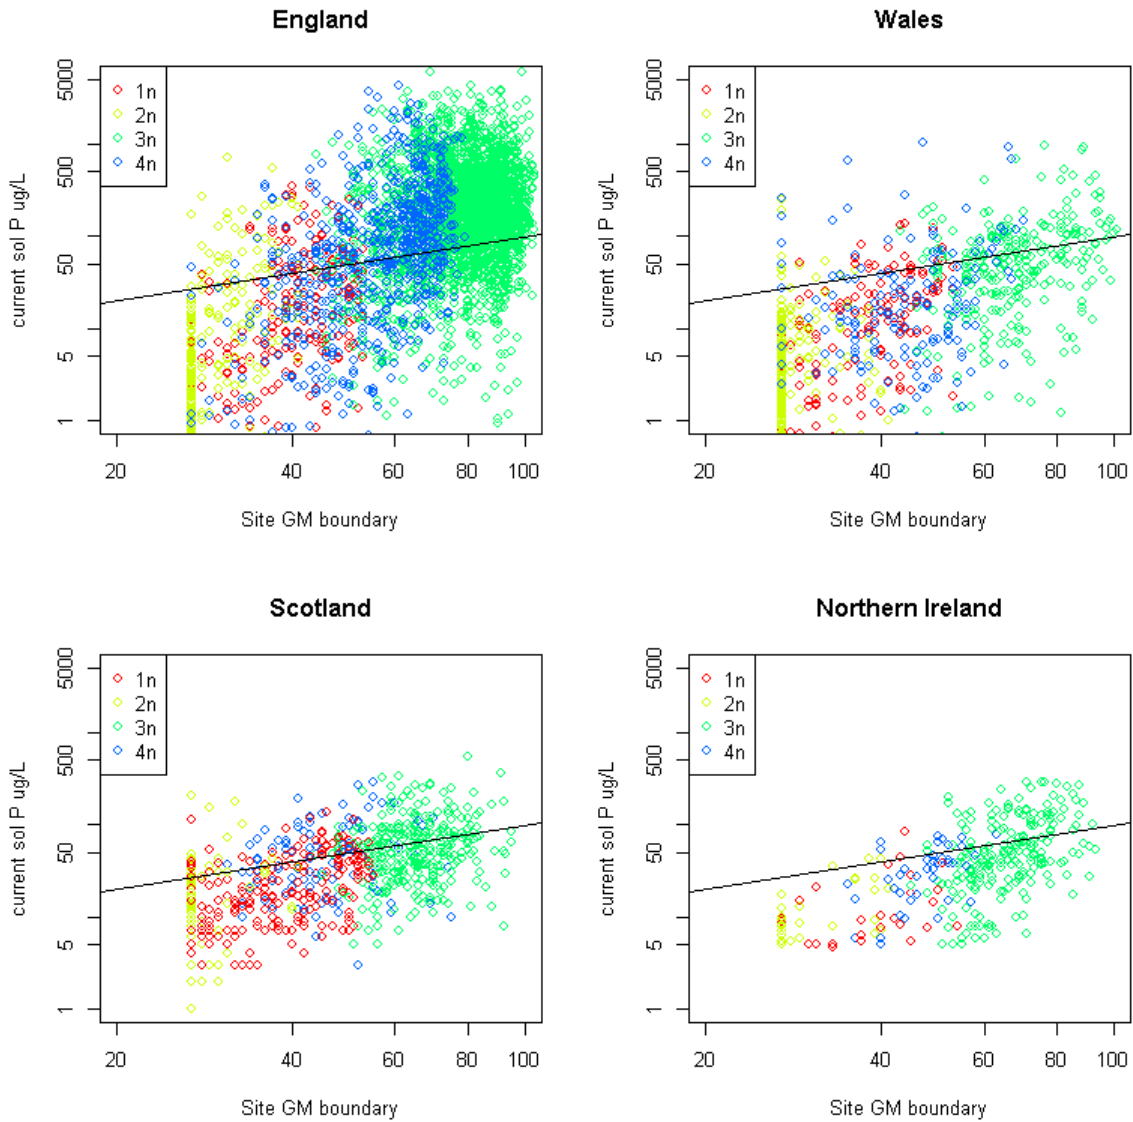 England
current sol P ug/L
5000
500
50
5
1
1n
2n
3n
4n
20
40
60
80
100
Site GM boundary
Wales
current sol P ug/L
5000
500
50
5
1
1n
2n
3n
4n
20
40
60
80
100
Site GM boundary
Scotland
current sol P ug/L
5000
500
50
5
1
1n
2n
3n
4n
20
40
60
80
100
Site GM boundary
Northern Ireland
current sol P ug/L
5000
500
50
5
1
1n
2n
3n
4n
20
40
60
80
100
Site GM boundary